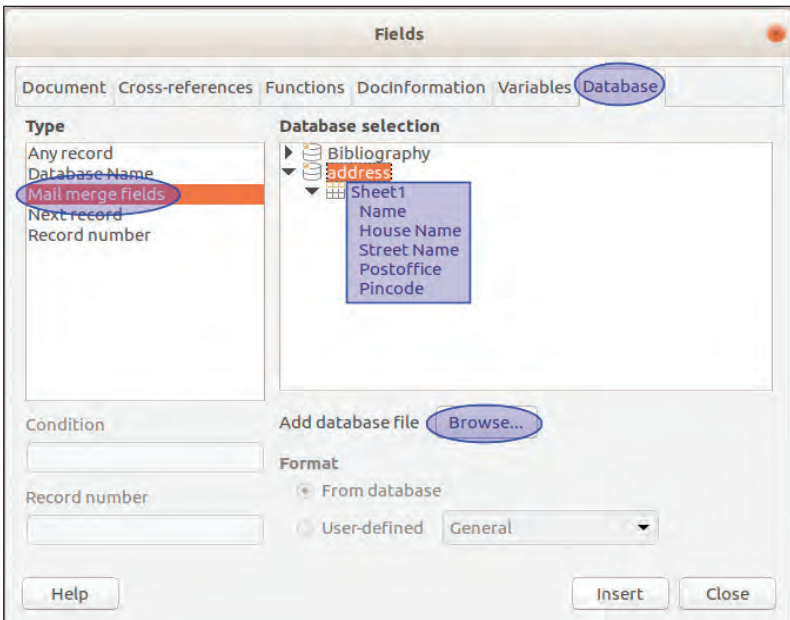 Fields
Document Cross-references Functions DocInformation Variables Database
Type
Any record
Database Name
Mail merge fields
Next record
Record number
Database selection
Bibliography
address
Sheet1
Name
House Name
Street Name
Postoffice
Pincode
Condition
Record number
Add database file Browse...
Format
From database
User-defined General
Help Insert Close